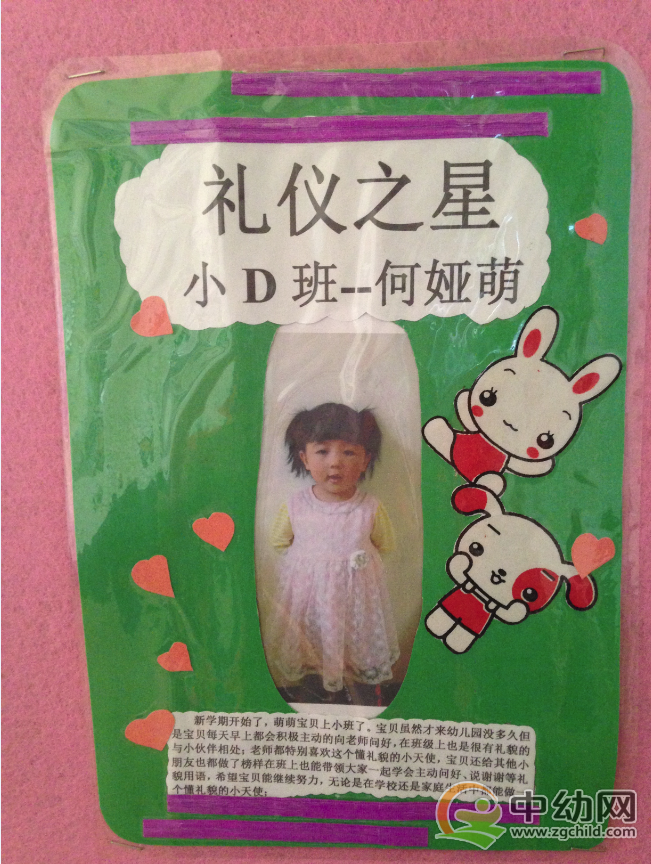 礼仪之星
小D班--何娅萌
新学期开始了，萌萌宝贝上小班了。宝贝虽然才来幼儿园没多久但
是宝贝每天早上都会积极主动的向老师问好，在班级上也是很有礼貌的
与小伙伴相处；老师都特别喜欢这个懂礼貌的小天使，宝贝还给其他小
朋友也都做了榜样在班上也能带领大家一起学会主动问好、说谢谢等礼
貌用语，希望宝贝能继续努力，无论是在学校还是家庭生活中都能做一
个懂礼貌的小天使；
中幼网
www.zgchild.com